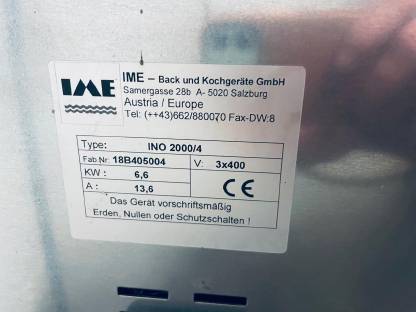 IME
IME – Back und Kochgeräte GmbH
Samergasse 28b A- 5020 Salzburg
Austria / Europe
Tel: (++43)662/880070 Fax-DW:8
Type: INO 2000/4
Fab Nr: 18B405004 V: 3x400
KW : 6,6
A : 13,6
CE
Das Gerät vorschriftsmäßig
Erden, Nullen oder Schutzschalten !